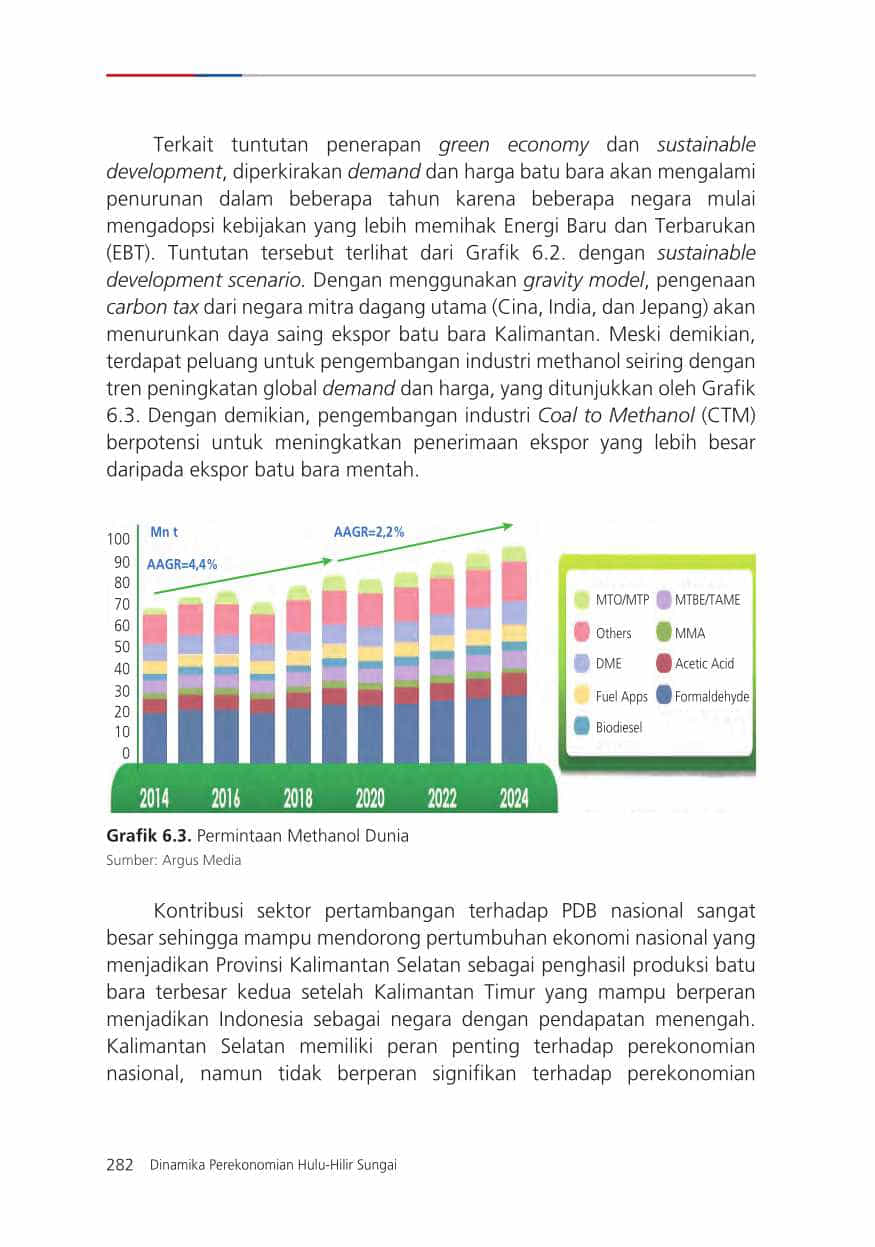 Terkait tuntutan penerapan green economy dan sustainable
development, diperkirakan demand dan harga batu bara akan mengalami
penurunan dalam beberapa tahun karena beberapa negara mulai
mengadopsi kebijakan yang lebih memihak Energi Baru dan Terbarukan
(EBT). Tuntutan tersebut terlihat dari Grafik 6.2. dengan sustainable
development scenario. Dengan menggunakan gravity model, pengenaan
carbon tax dari negara mitra dagang utama (Cina, India, dan Jepang) akan
menurunkan daya saing ekspor batu bara Kalimantan. Meski demikian,
terdapat peluang untuk pengembangan industri methanol seiring dengan
tren peningkatan global demand dan harga, yang ditunjukkan oleh Grafik
6.3. Dengan demikian, pengembangan industri Coal to Methanol (CTM)
berpotensi untuk meningkatkan penerimaan ekspor yang lebih besar
daripada ekspor batu bara mentah.
Mn t
AAGR=2,2%
AAGR=4,4%
100
90
80
70
60
50
40
30
20
10
0
2014 2016 2018 2020 2022 2024
MTO/MTP MTBE/TAME
Others MMA
DME Acetic Acid
Fuel Apps Formaldehyde
Biodiesel
Grafik 6.3. Permintaan Methanol Dunia
Sumber: Argus Media
Kontribusi sektor pertambangan terhadap PDB nasional sangat
besar sehingga mampu mendorong pertumbuhan ekonomi nasional yang
menjadikan Provinsi Kalimantan Selatan sebagai penghasil produksi batu
bara terbesar kedua setelah Kalimantan Timur yang mampu berperan
menjadikan Indonesia sebagai negara dengan pendapatan menengah.
Kalimantan Selatan memiliki peran penting terhadap perekonomian
nasional, namun tidak berperan signifikan terhadap perekonomian
282 Dinamika Perekonomian Hulu-Hilir Sungai